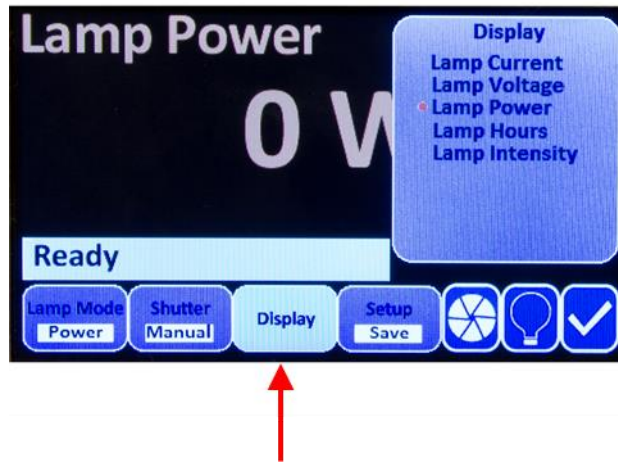 Lamp Power
0 W
Display
Lamp Current
Lamp Voltage
Lamp Power
Lamp Hours
Lamp Intensity
Ready
Lamp Mode
Power
Shutter
Manual
Display
Setup
Save